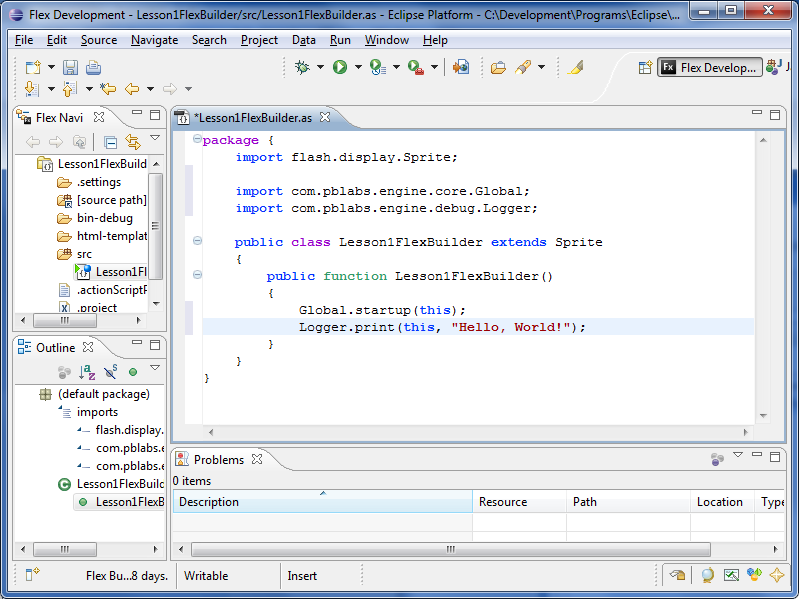 Flex Development - Lesson1FlexBuilder/src/Lesson1FlexBuilder.as - Eclipse Platform - C:\Development\Programs\Eclipse\...
File Edit Source Navigate Search Project Data Run Window Help
Flex Develop...
Flex Navi
Lesson1FlexBuild
.settings
[source path]
bin-debug
html-templat
src
Lesson1Fl
.actionScriptP
.project
*Lesson1FlexBuilder.as
package {
import flash.display.Sprite;
import com.pblabs.engine.core.Global;
import com.pblabs.engine.debug.Logger;
public class Lesson1FlexBuilder extends Sprite
{
public function Lesson1FlexBuilder()
{
Global.startup(this);
Logger.print(this, "Hello, World!");
}
}
}
Outline
(default package)
imports
flash.display.
com.pblabs.e
com.pblabs.e
Lesson1FlexBuilc
Lesson1FlexB
Problems
0 items
Description Resource Path Location Type
Flex Bu...8 days. Writable Insert